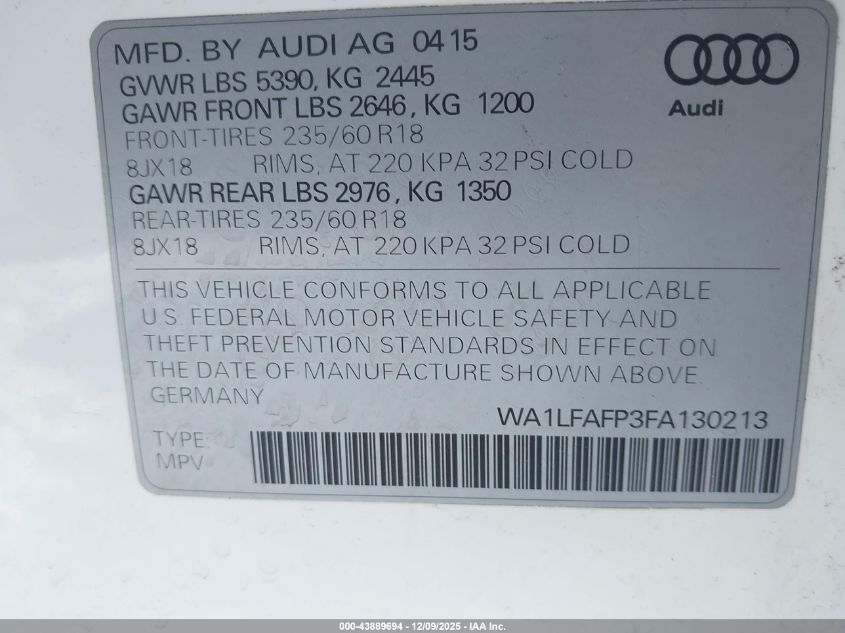 MFD. BY AUDI AG 0415
GVWR LBS 5390, KG 2445
GAWR FRONT LBS 2646, KG 1200
FRONT-TIRES 235/60 R18
8JX18 RIMS, AT 220 KPA 32 PSI COLD
GAWR REAR LBS 2976, KG 1350
REAR-TIRES 235/60 R18
8JX18 RIMS, AT 220 KPA 32 PSI COLD
Audi
THIS VEHICLE CONFORMS TO ALL APPLICABLE
U.S. FEDERAL MOTOR VEHICLE SAFETY AND
THEFT PREVENTION STANDARDS IN EFFECT ON
THE DATE OF MANUFACTURE SHOWN ABOVE.
GERMANY
WA1LFAFP3FA130213
TYPE:
MPV
000-43889694 - 12/09/2025 - IAA Inc.